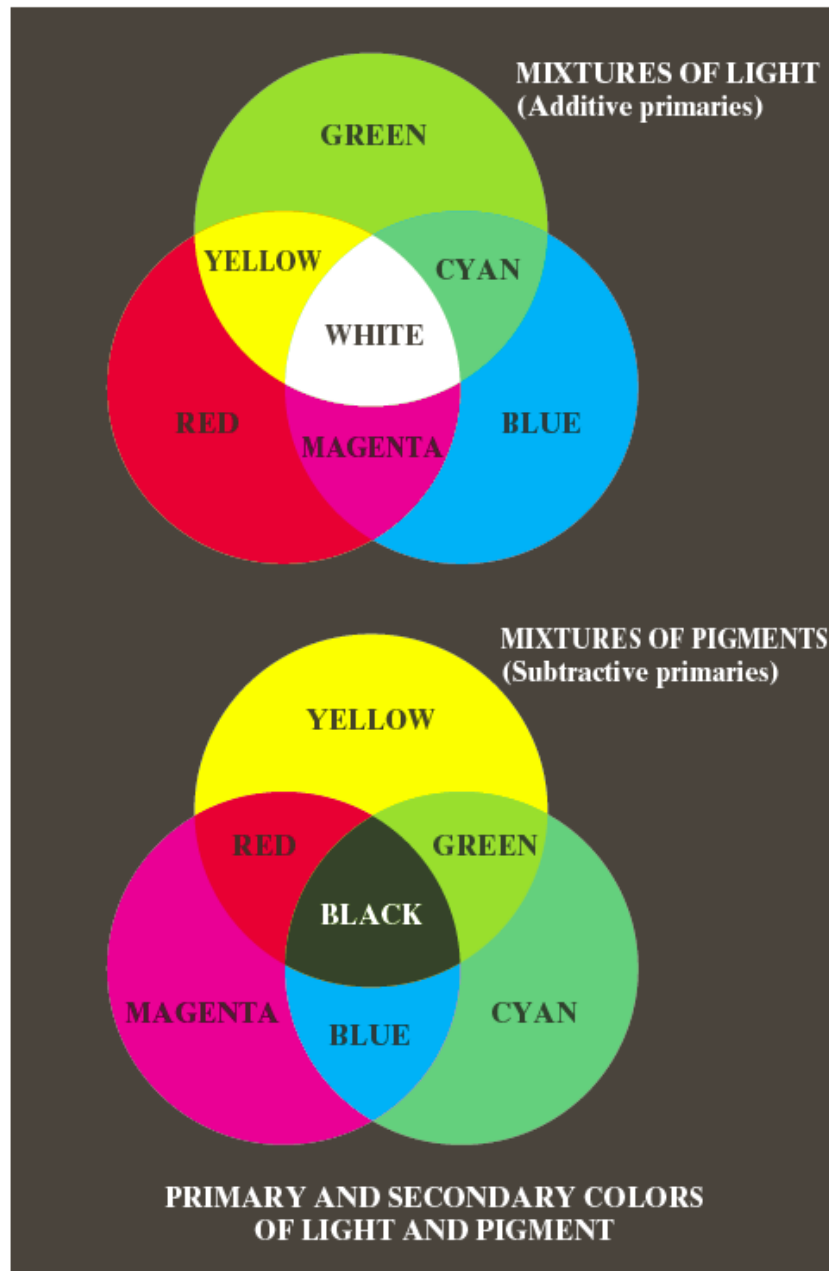 MIXTURES OF LIGHT
(Additive primaries)
GREEN
YELLOW
CYAN
WHITE
RED
BLUE
MAGENTA
MIXTURES OF PIGMENTS
(Subtractive primaries)
YELLOW
RED
GREEN
BLACK
MAGENTA
CYAN
BLUE
PRIMARY AND SECONDARY COLORS
OF LIGHT AND PIGMENT